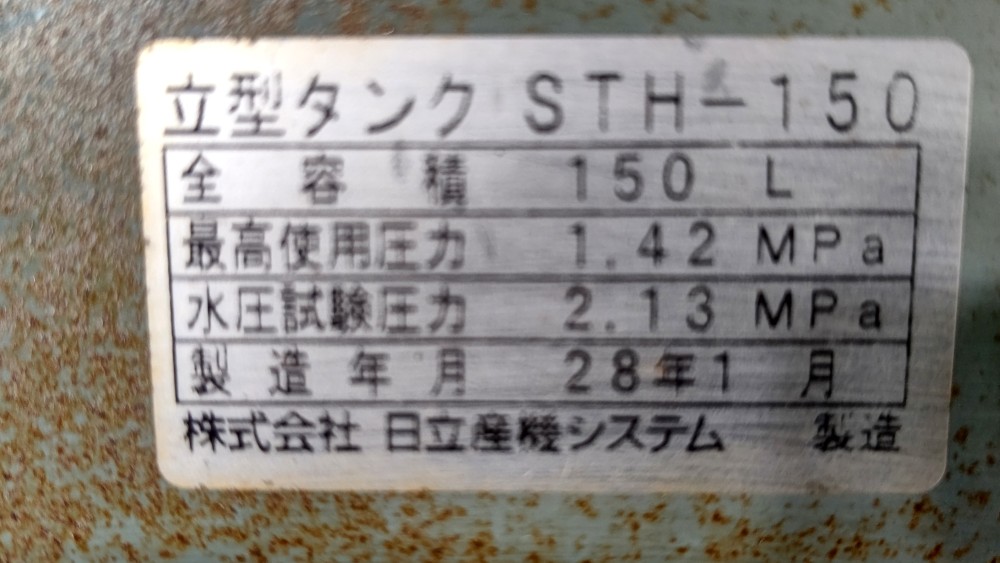 立型タンク STH-150
全容積 150 L
最高使用圧力 1.42 MPa
水圧試験圧力 2.13 MPa
製造年月 28年1月
株式会社 日立産機システム 製造